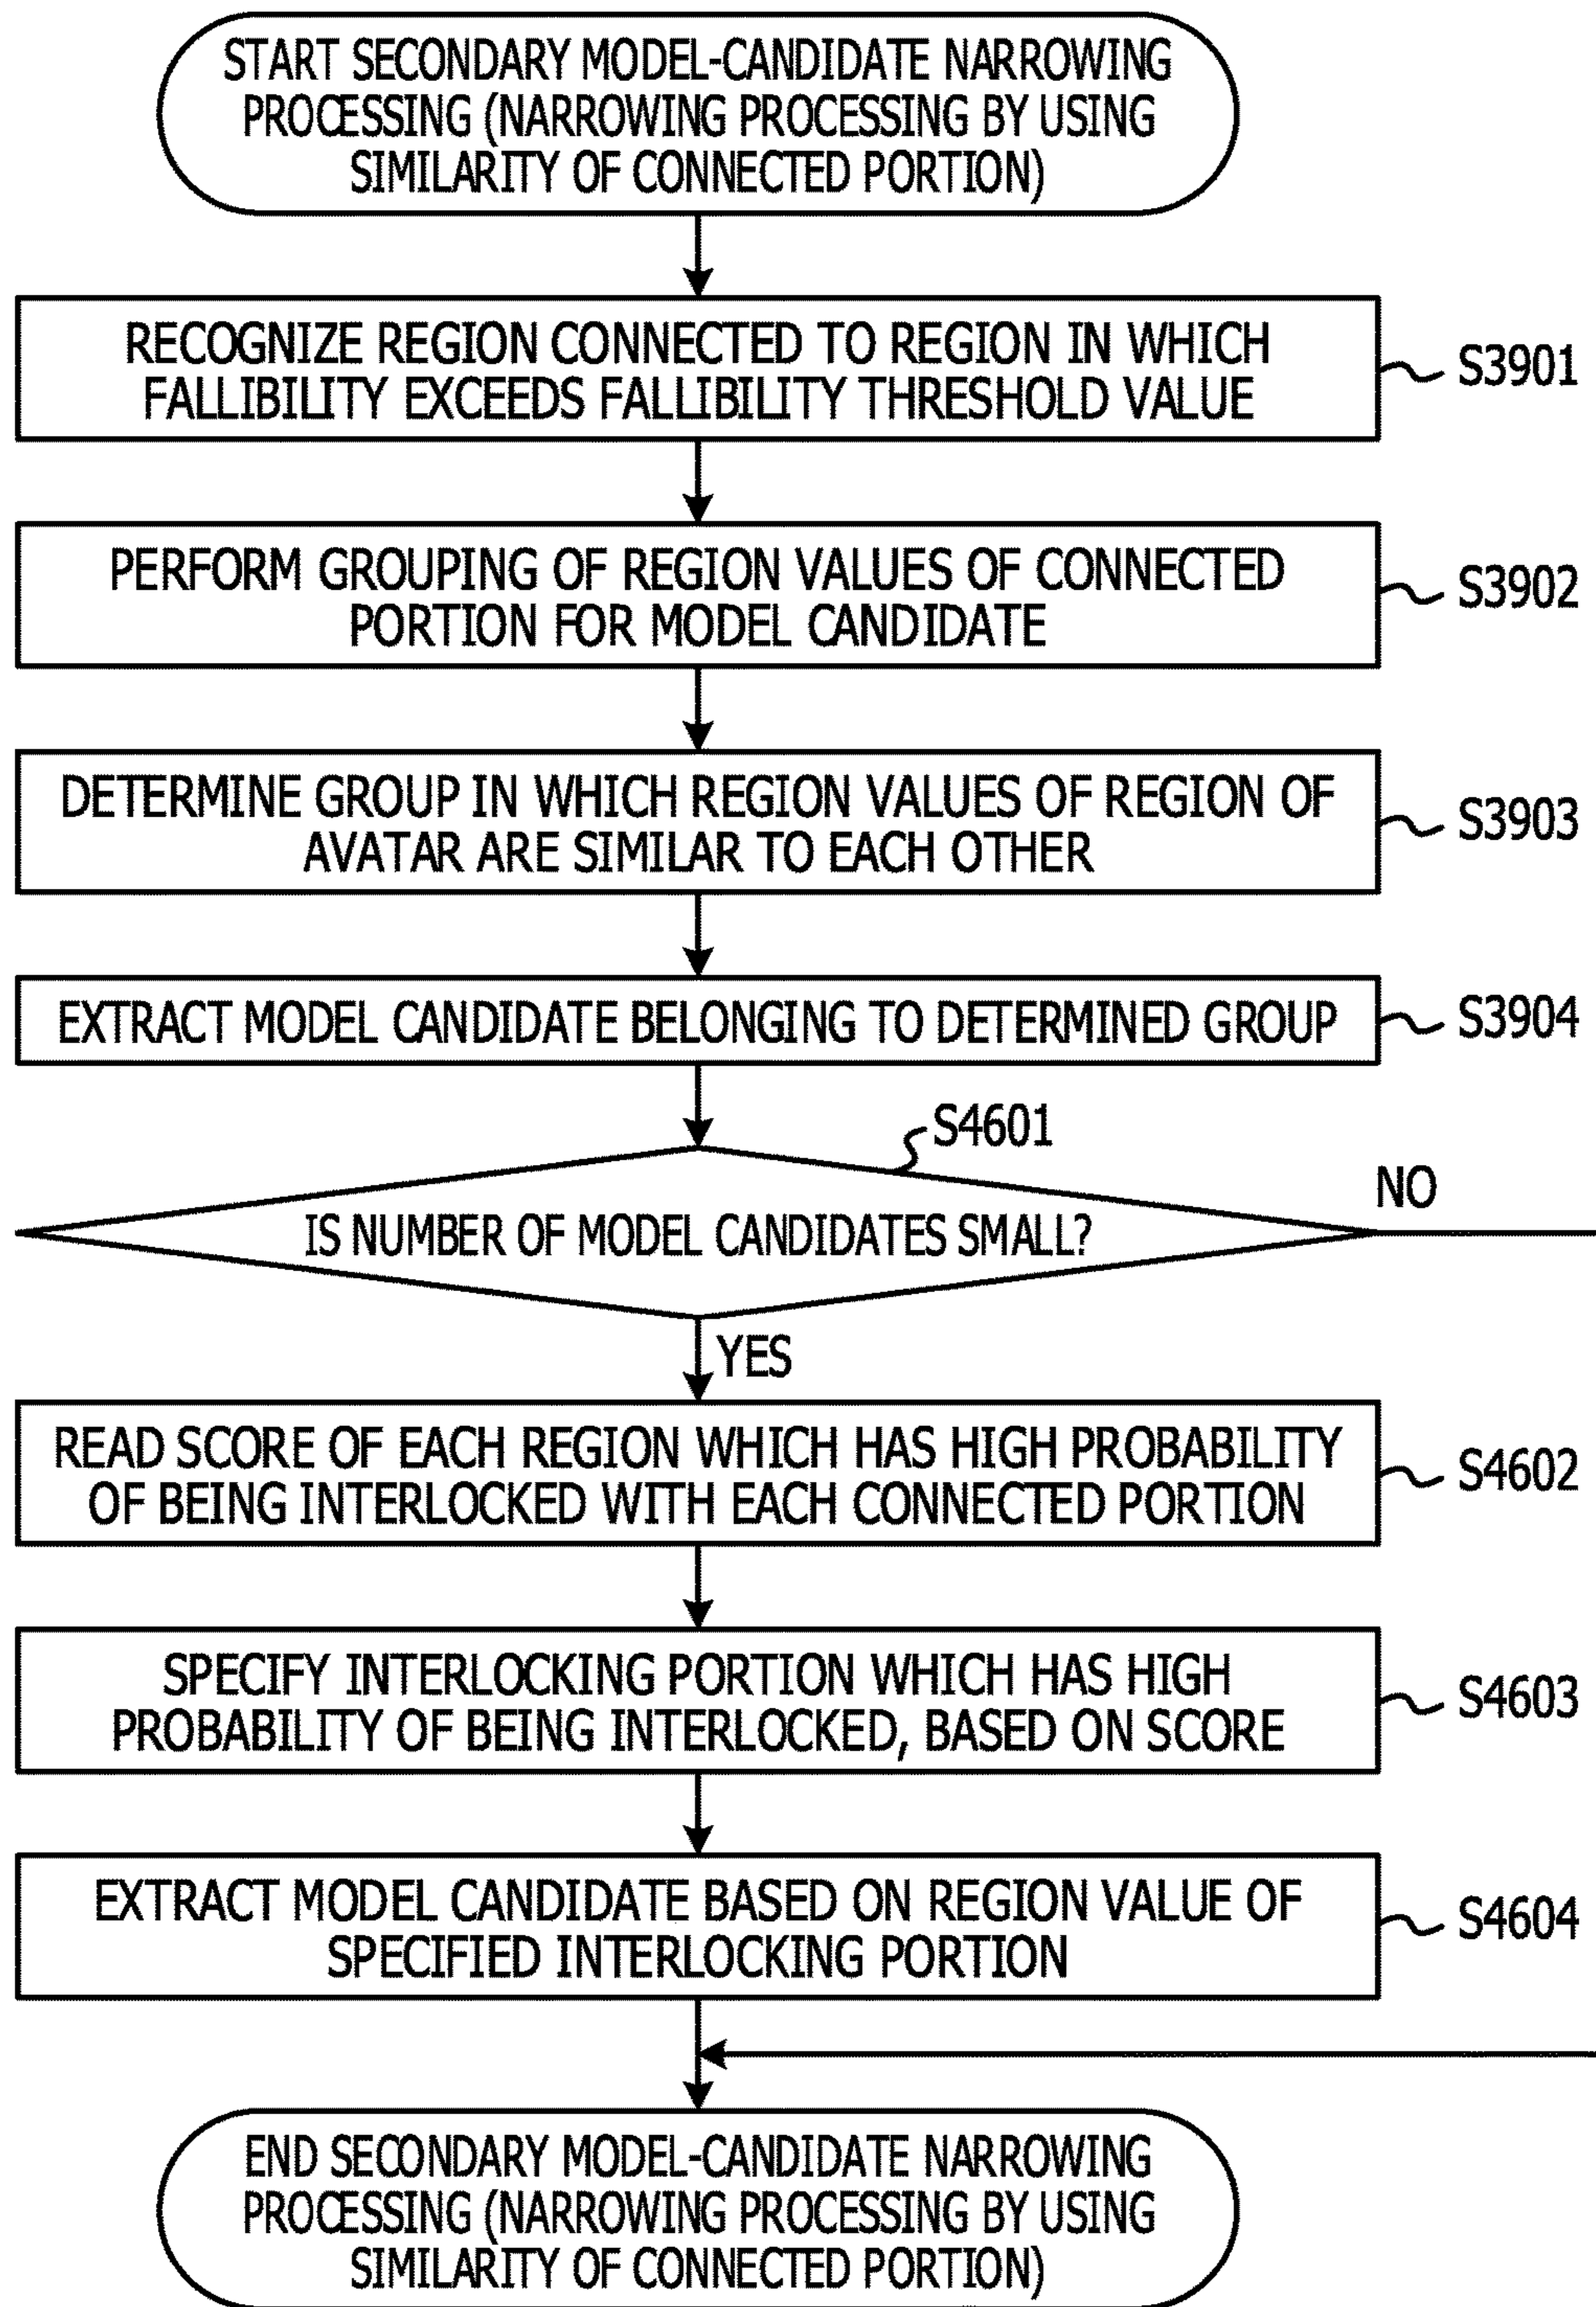 START SECONDARY MODEL-CANDIDATE NARROWING
PROCESSING (NARROWING PROCESSING BY USING
SIMILARITY OF CONNECTED PORTION)
RECOGNIZE REGION CONNECTED TO REGION IN WHICH
FALLIBILITY EXCEEDS FALLIBILITY THRESHOLD VALUE
S3901
PERFORM GROUPING OF REGION VALUES OF CONNECTED
PORTION FOR MODEL CANDIDATE
S3902
DETERMINE GROUP IN WHICH REGION VALUES OF REGION OF
AVATAR ARE SIMILAR TO EACH OTHER
S3903
EXTRACT MODEL CANDIDATE BELONGING TO DETERMINED GROUP
S3904
S4601
NO
IS NUMBER OF MODEL CANDIDATES SMALL?
YES
READ SCORE OF EACH REGION WHICH HAS HIGH PROBABILITY
OF BEING INTERLOCKED WITH EACH CONNECTED PORTION
S4602
SPECIFY INTERLOCKING PORTION WHICH HAS HIGH
PROBABILITY OF BEING INTERLOCKED, BASED ON SCORE
S4603
EXTRACT MODEL CANDIDATE BASED ON REGION VALUE OF
SPECIFIED INTERLOCKING PORTION
S4604
END SECONDARY MODEL-CANDIDATE NARROWING
PROCESSING (NARROWING PROCESSING BY USING
SIMILARITY OF CONNECTED PORTION)